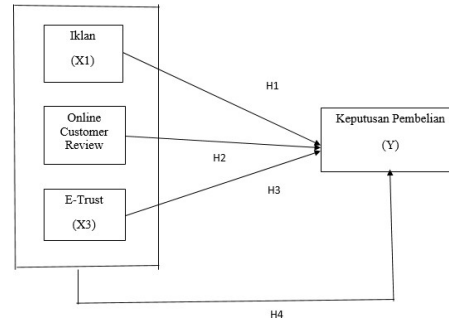 Iklan
(X1)
H1
Online
Customer
Review
Keputusan Pembelian
(Y)
H2
H3
E-Trust
(X3)
H4